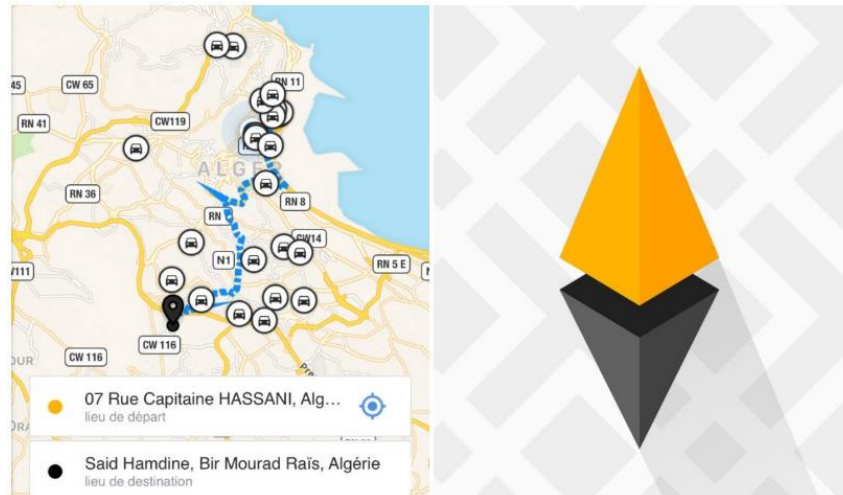 RN 11
45
CW 65
RN 41
CW119
ALGER
RN 36
RN 8
RN
CW14
N1
RN 5 E
W111
CW 116
CW 116
07 Rue Capitaine HASSANI, Alg...
lieu de départ
Said Hamdine, Bir Mourad Raïs, Algérie
lieu de destination